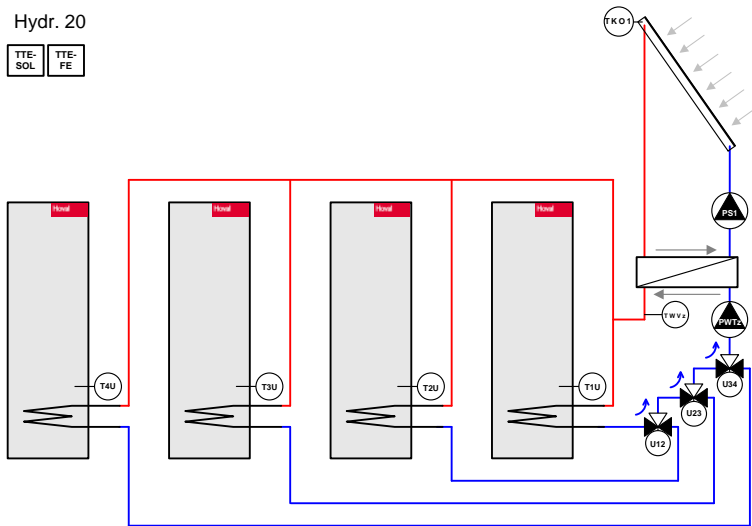 Hydr. 20
TTE-
SOL
TTE-
FE
TKO1
Hoval
Hoval
Hoval
Hoval
PS1
TWVz
PWTz
T4U
T3U
T2U
T1U
U34
U23
U12